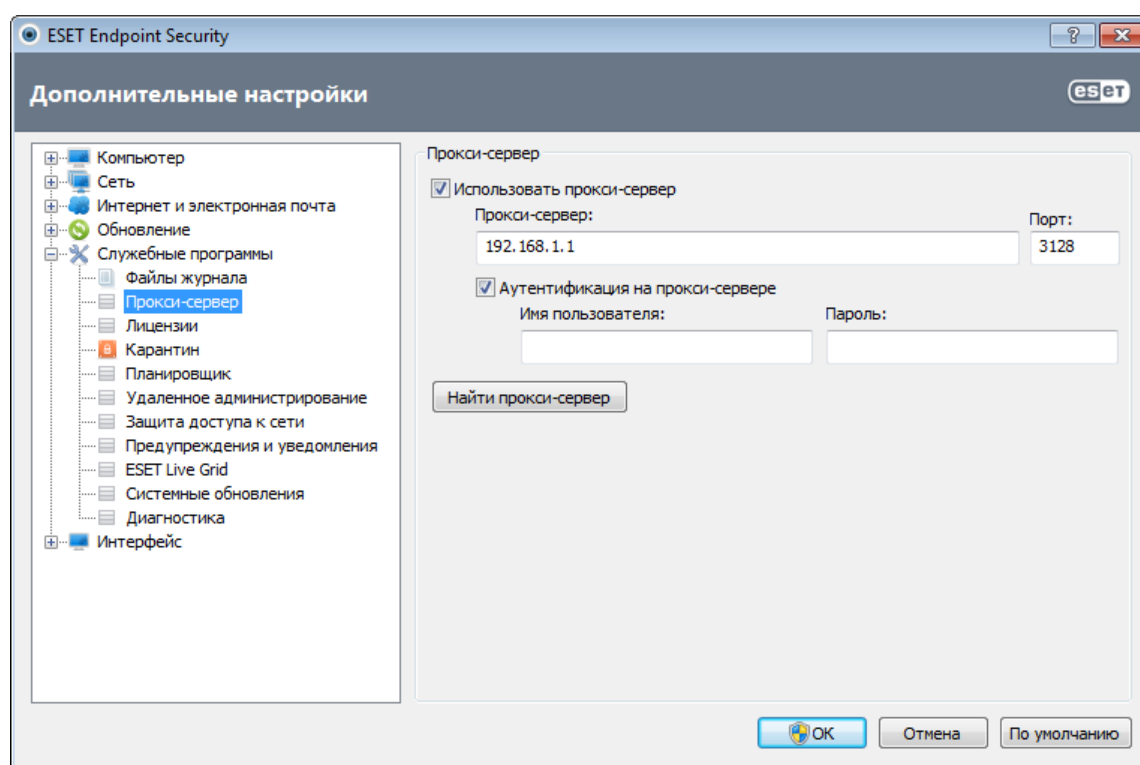 ESET Endpoint Security
Дополнительные настройки
eseT
Компьютер
Сеть
Интернет и электронная почта
Обновление
Служебные программы
Файлы журнала
Прокси-сервер
Лицензии
Карантин
Планировщик
Удаленное администрирование
Защита доступа к сети
Предупреждения и уведомления
ESET Live Grid
Системные обновления
Диагностика
Интерфейс
Прокси-сервер
Использовать прокси-сервер
Прокси-сервер: Порт:
192.168.1.1 3128
Аутентификация на прокси-сервере
Имя пользователя: Пароль:
Найти прокси-сервер
OK Отмена По умолчанию